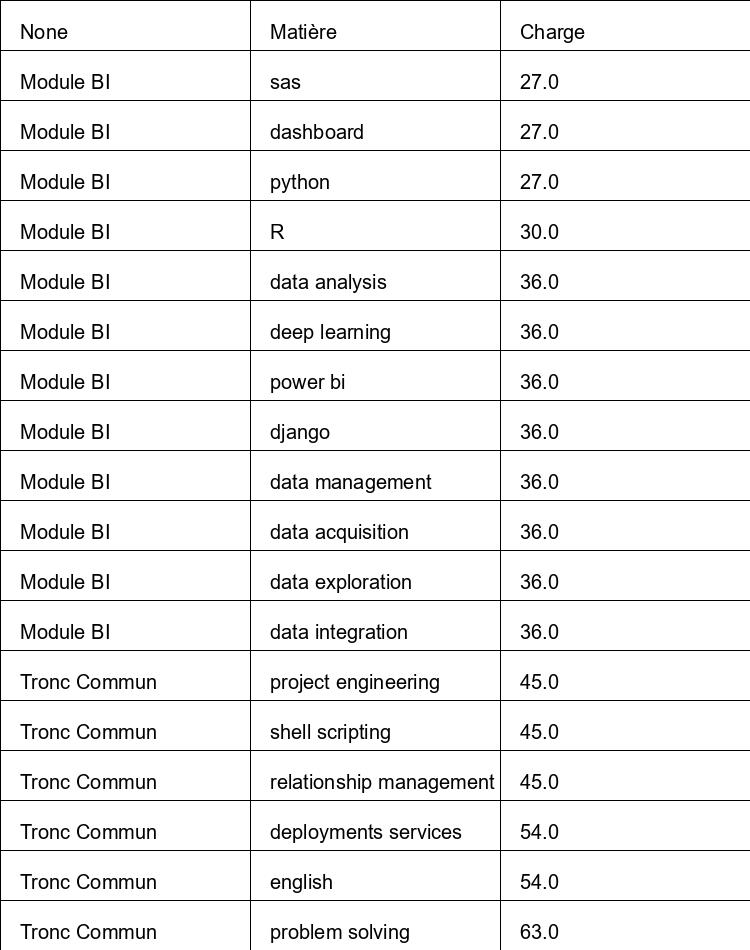 None Matière Charge
Module BI sas 27.0
Module BI dashboard 27.0
Module BI python 27.0
Module BI R 30.0
Module BI data analysis 36.0
Module BI deep learning 36.0
Module BI power bi 36.0
Module BI django 36.0
Module BI data management 36.0
Module BI data acquisition 36.0
Module BI data exploration 36.0
Module BI data integration 36.0
Tronc Commun project engineering 45.0
Tronc Commun shell scripting 45.0
Tronc Commun relationship management 45.0
Tronc Commun deployments services 54.0
Tronc Commun english 54.0
Tronc Commun problem solving 63.0